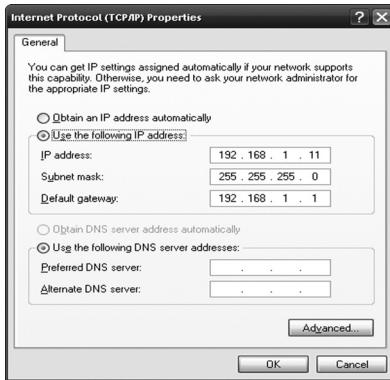 Internet Protocol (TCP/IP) Properties
General
You can get IP settings assigned automatically if your network supports
this capability. Otherwise, you need to ask your network administrator for
the appropriate IP settings.
Obtain an IP address automatically
Use the following IP address:
IP address: 192 . 168 . 1 . 11
Subnet mask: 255 . 255 . 255 . 0
Default gateway: 192 . 168 . 1 . 1
Obtain DNS server address automatically
Use the following DNS server addresses:
Preferred DNS server: . . .
Alternate DNS server: . . .
Advanced...
OK Cancel